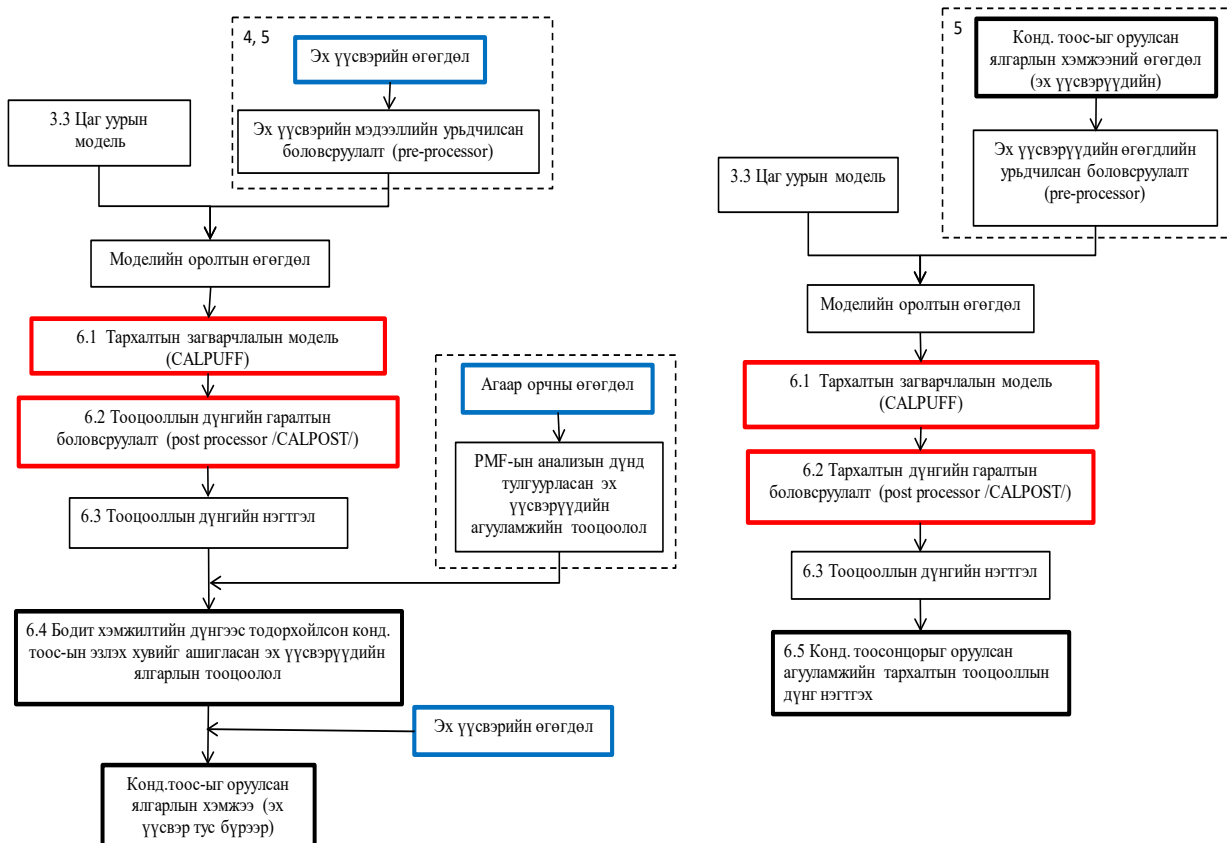 4, 5
Эх үүсвэрийн өгөгдөл
3.3 Цаг уурын
модель
Эх үүсвэрийн мэдээллийн урьдчилсан
боловсруулалт (pre-processor)
Моделийн оролтын өгөгдөл
6.1 Тархалтын загварчлалын модель
(CALPUFF)
6.2 Тооцооллын дүнгийн гаралтын
боловсруулалт (post processor /CALPOST/)
6.3 Тооцооллын дүнгийн нэгтгэл
Агаар орчны өгөгдөл
PMF-ын анализын дүнд
тулгуурласан эх
үүсвэрүүдийн
агууламжийн тооцоолол
6.4 Бодит хэмжилтийн дүнгээс тодорхойлсон конд.
тоос-ын эзлэх хувийг ашигласан эх үүсвэрүүдийн
ялгарлын тооцоолол
Эх үүсвэрийн өгөгдөл
Конд.тоос-ыг оруулсан
ялгарлын хэмжээ (эх
үүсвэр тус бүрээр)
5
Конд. тоос-ыг оруулсан
ялгарлын хэмжээний өгөгдөл
(эх үүсвэрүүдийн)
3.3 Цаг уурын модель
Эх үүсвэрүүдийн өгөгдлийн
урьдчилсан боловсруулалт
(pre-processor)
Моделийн оролтын өгөгдөл
6.1 Тархалтын загварчлалын модель
(CALPUFF)
6.2 Тархалтын дүнгийн гаралтын
боловсруулалт (post processor /CALPOST/)
6.3 Тооцооллын дүнгийн нэгтгэл
6.5 Конд. тоосонцорыг оруулсан
агууламжийн тархалтын тооцооллын
дүнг нэгтгэх